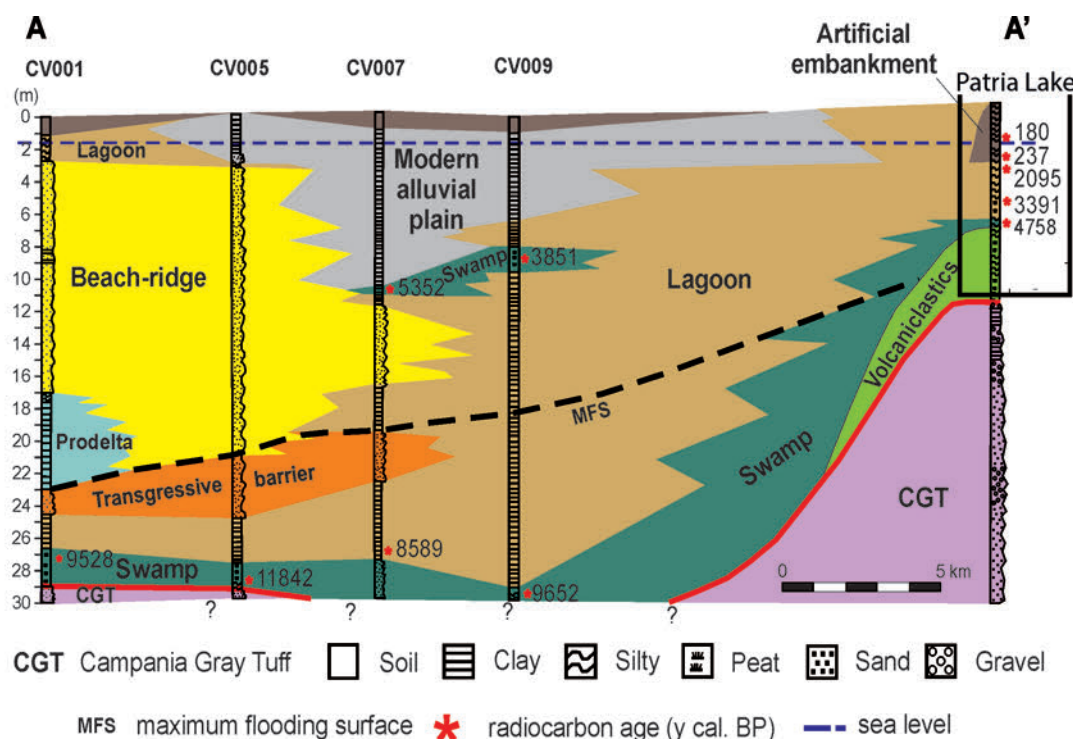 A
A'
Artificial
embankment
Patria Lake
CV001
CV005
CV007
CV009
(m)
0
2
4
6
8
10
12
14
16
18
20
22
24
26
28
30
Lagoon
Modern
alluvial
plain
180
237
2095
3391
4758
Beach-ridge
Swamp
3851
5352
Lagoon
Volcaniclastics
MFS
Prodelta
Transgressive barrier
Swamp
CGT
9528
Swamp
11842
8589
9652
CGT
0
5 km
?
?
?
?
CGT Campania Gray Tuff Soil Clay Silty Peat Sand Gravel
MFS maximum flooding surface * radiocarbon age (y cal. BP) sea level